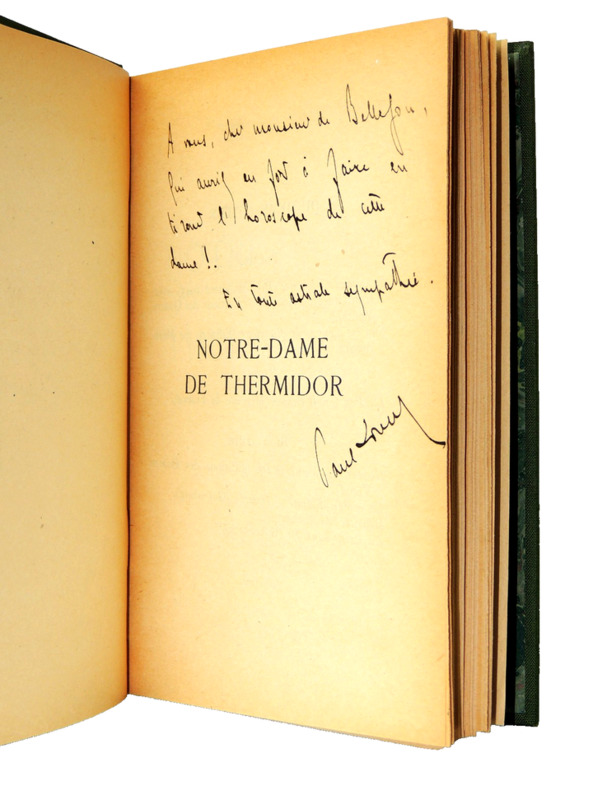 A vous, cher monsieur de Bellefon,
qui auriez eu fort à faire en
tirant l'horoscope de cette
dame !.
En toute astrale sympathie.
NOTRE-DAME
DE THERMIDOR
Paul